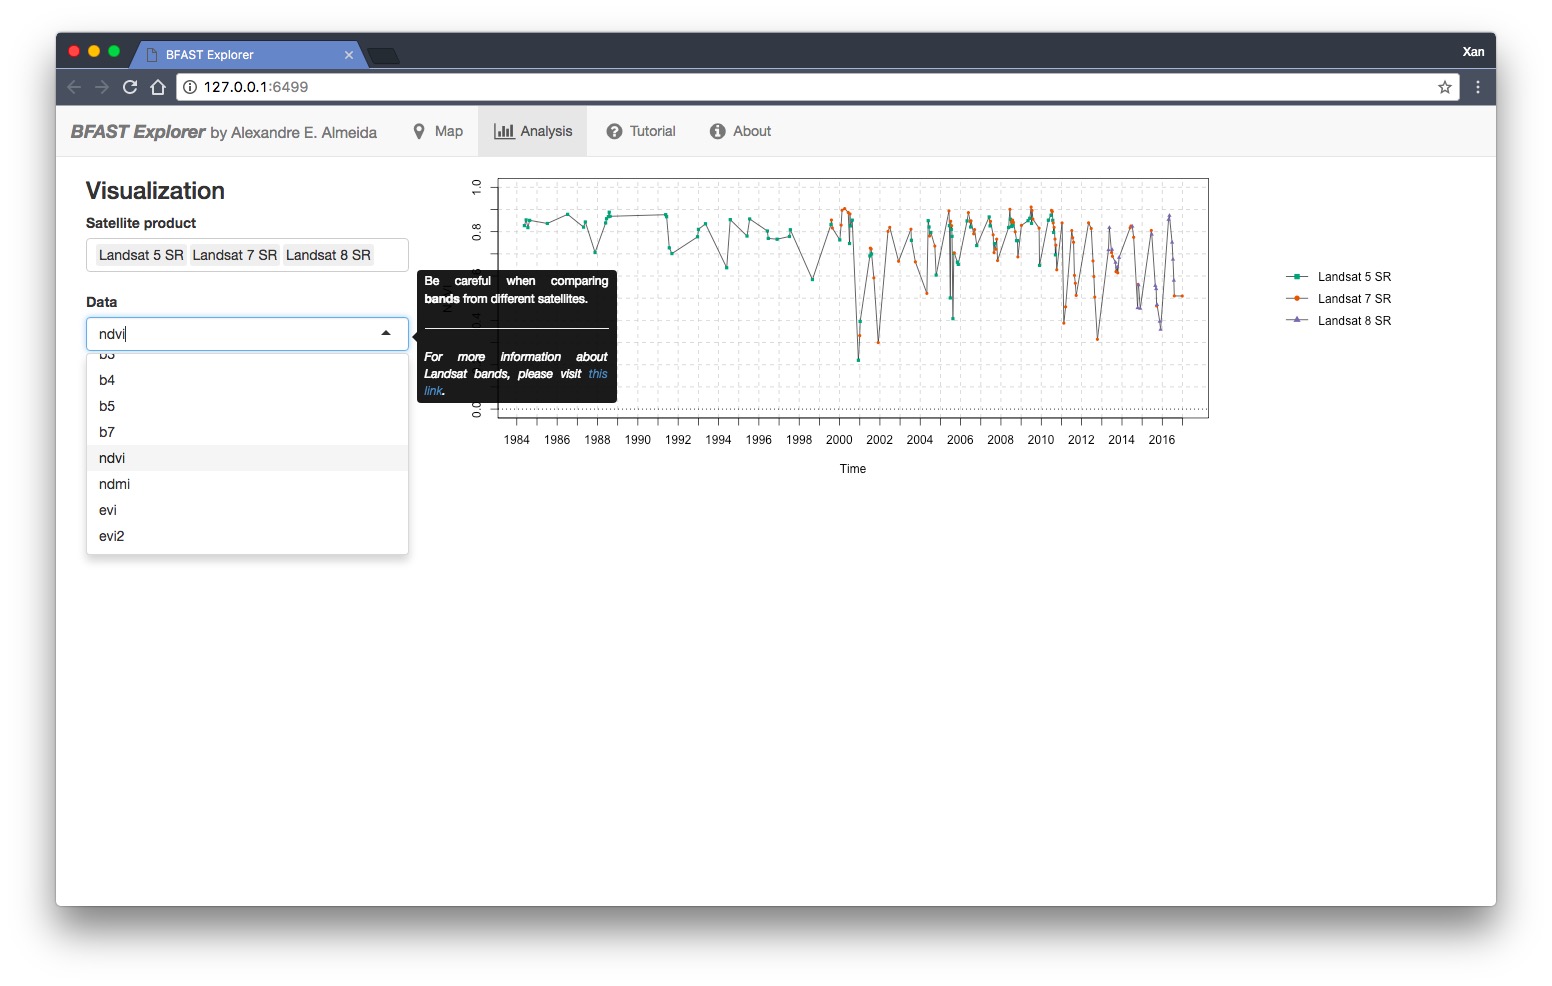 BFAST Explorer
Xan
127.0.0.1:6499
BFAST Explorer by Alexandre E. Almeida
Map
Analysis
Tutorial
About
Visualization
Satellite product
Landsat 5 SR Landsat 7 SR Landsat 8 SR
Data
ndvi
b3
b4
b5
b7
ndvi
ndmi
evi
evi2
Be careful when comparing
bands from different satellites.
For more information about
Landsat bands, please visit this
link.
1.0
0.8
0.4
0.0
1984 1986 1988 1990 1992 1994 1996 1998 2000 2002 2004 2006 2008 2010 2012 2014 2016
Time
Landsat 5 SR
Landsat 7 SR
Landsat 8 SR